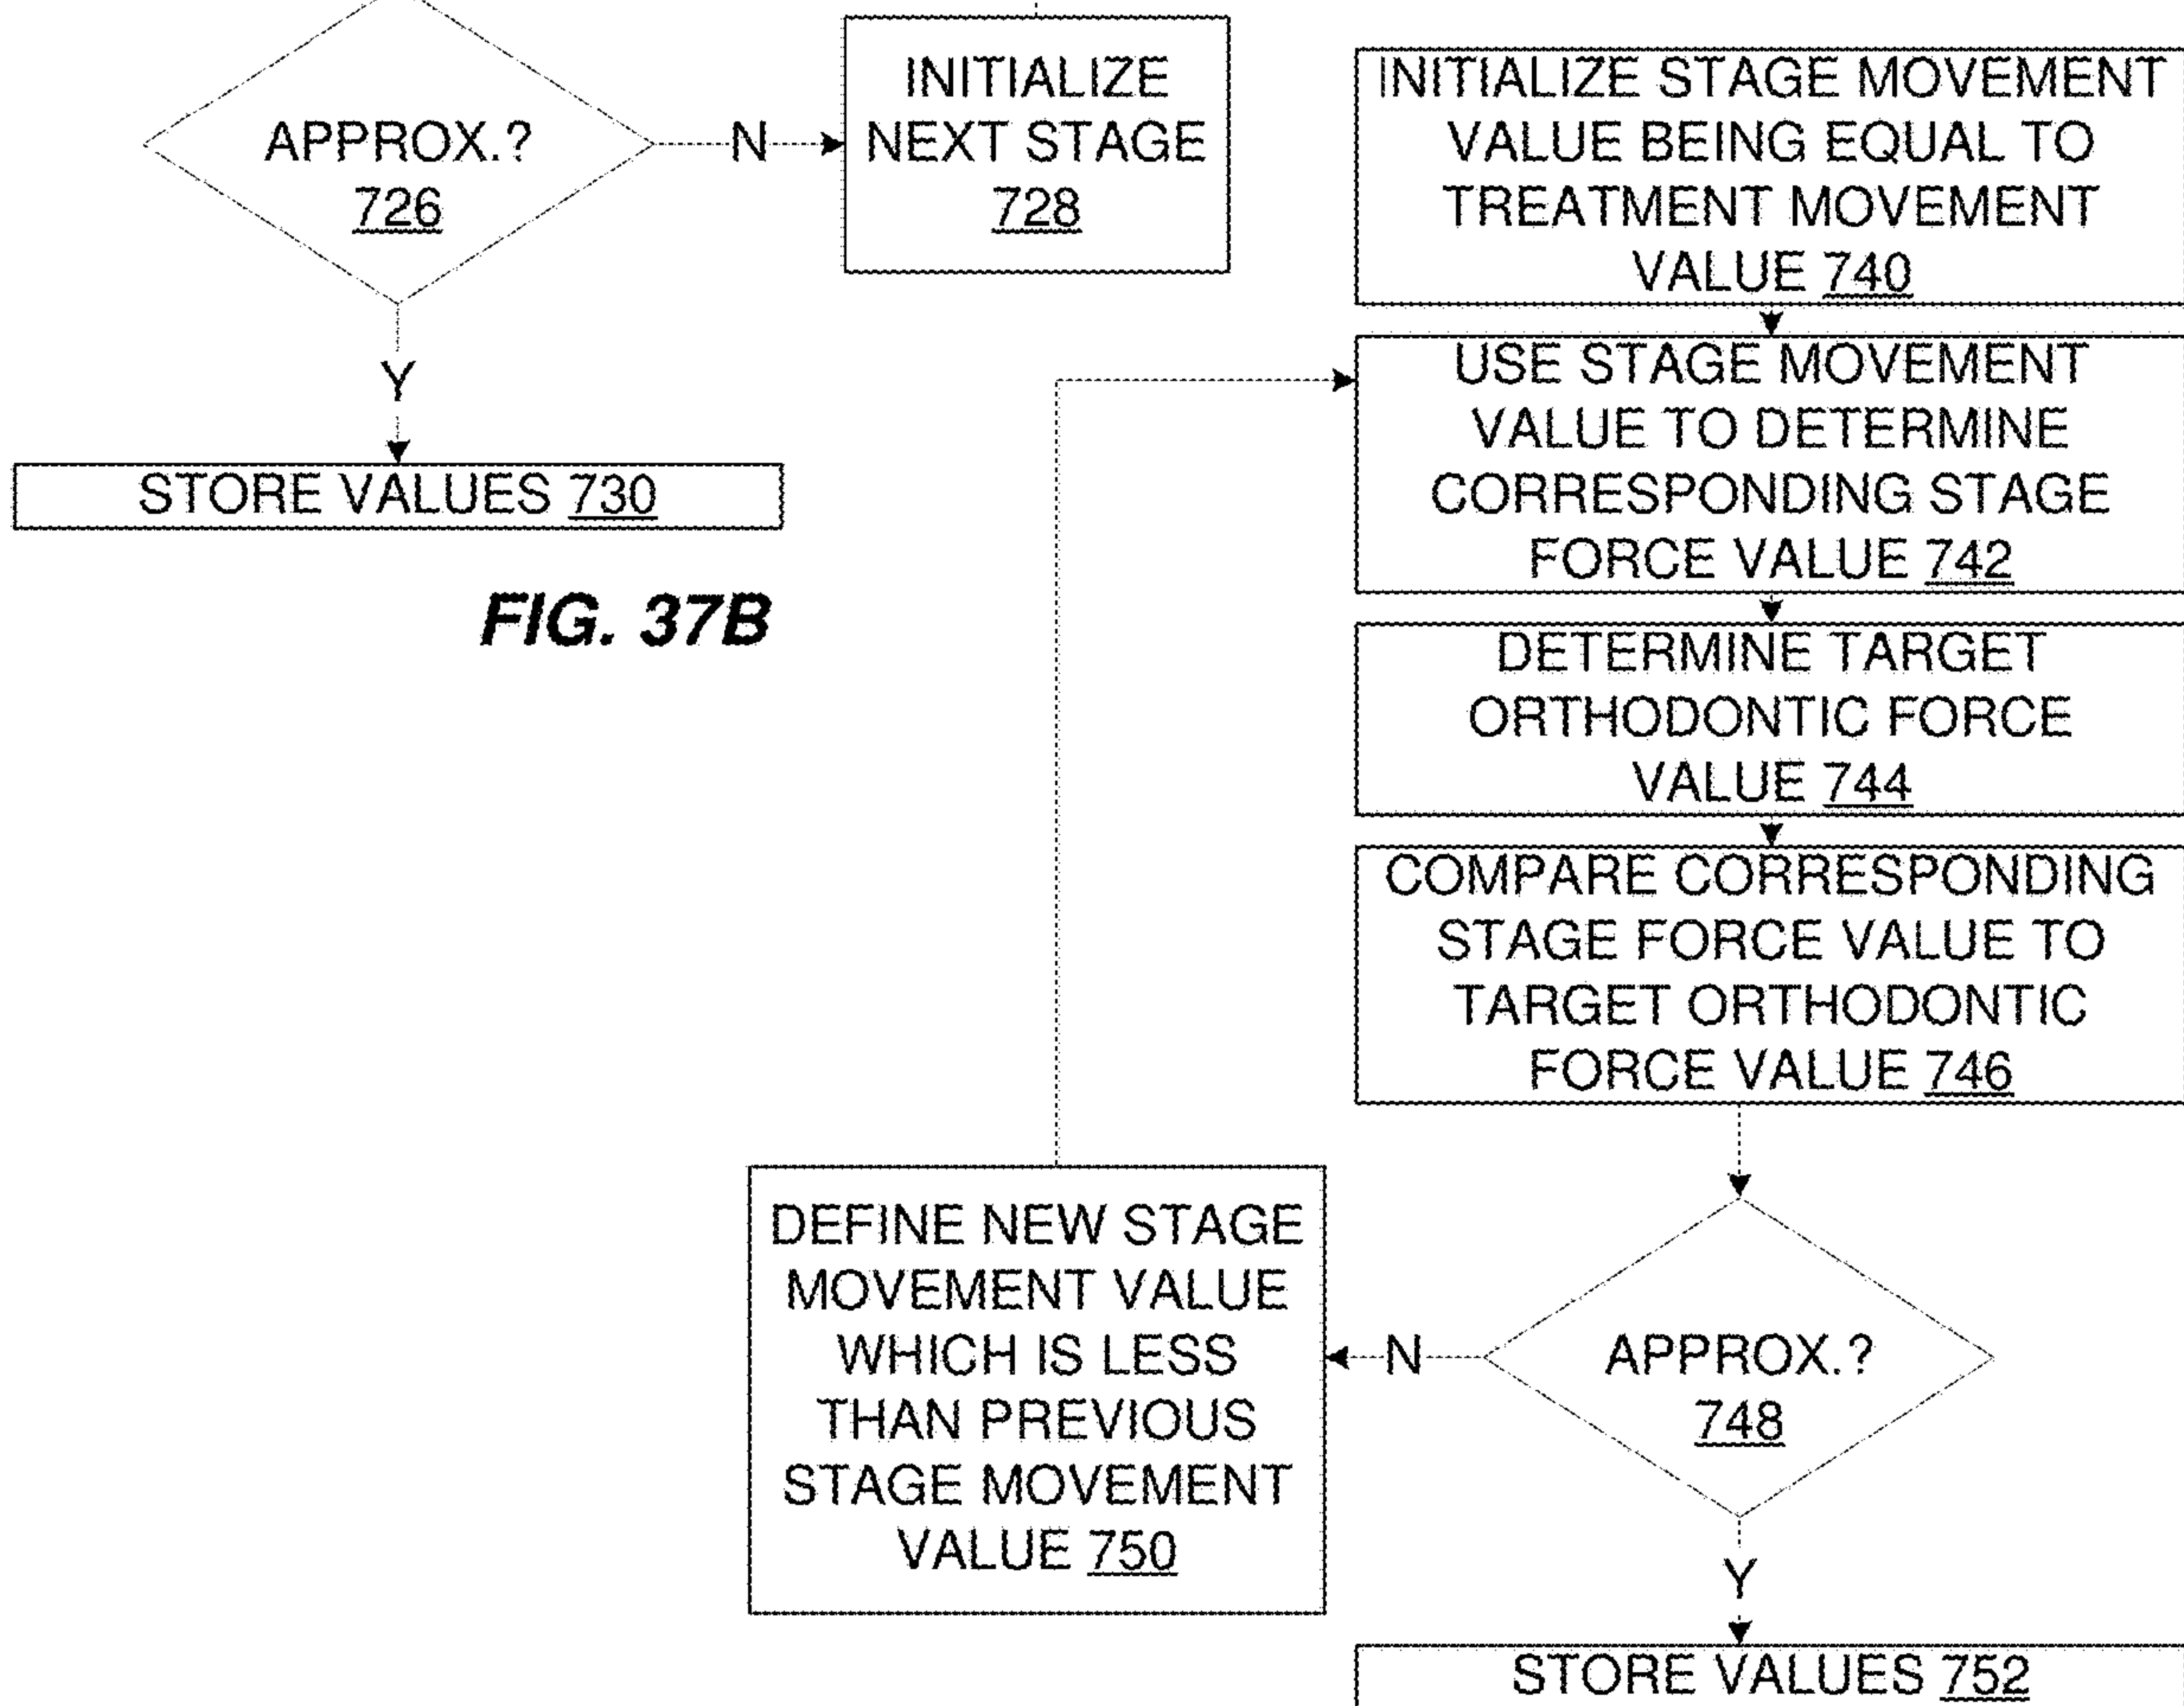 APPROX.?
726
N
INITIALIZE
NEXT STAGE
728
Y
STORE VALUES 730
FIG. 37B
INITIALIZE STAGE MOVEMENT
VALUE BEING EQUAL TO
TREATMENT MOVEMENT
VALUE 740
USE STAGE MOVEMENT
VALUE TO DETERMINE
CORRESPONDING STAGE
FORCE VALUE 742
DETERMINE TARGET
ORTHODONTIC FORCE
VALUE 744
COMPARE CORRESPONDING
STAGE FORCE VALUE TO
TARGET ORTHODONTIC
FORCE VALUE 746
APPROX.?
748
N
DEFINE NEW STAGE
MOVEMENT VALUE
WHICH IS LESS
THAN PREVIOUS
STAGE MOVEMENT
VALUE 750
Y
STORE VALUES 752